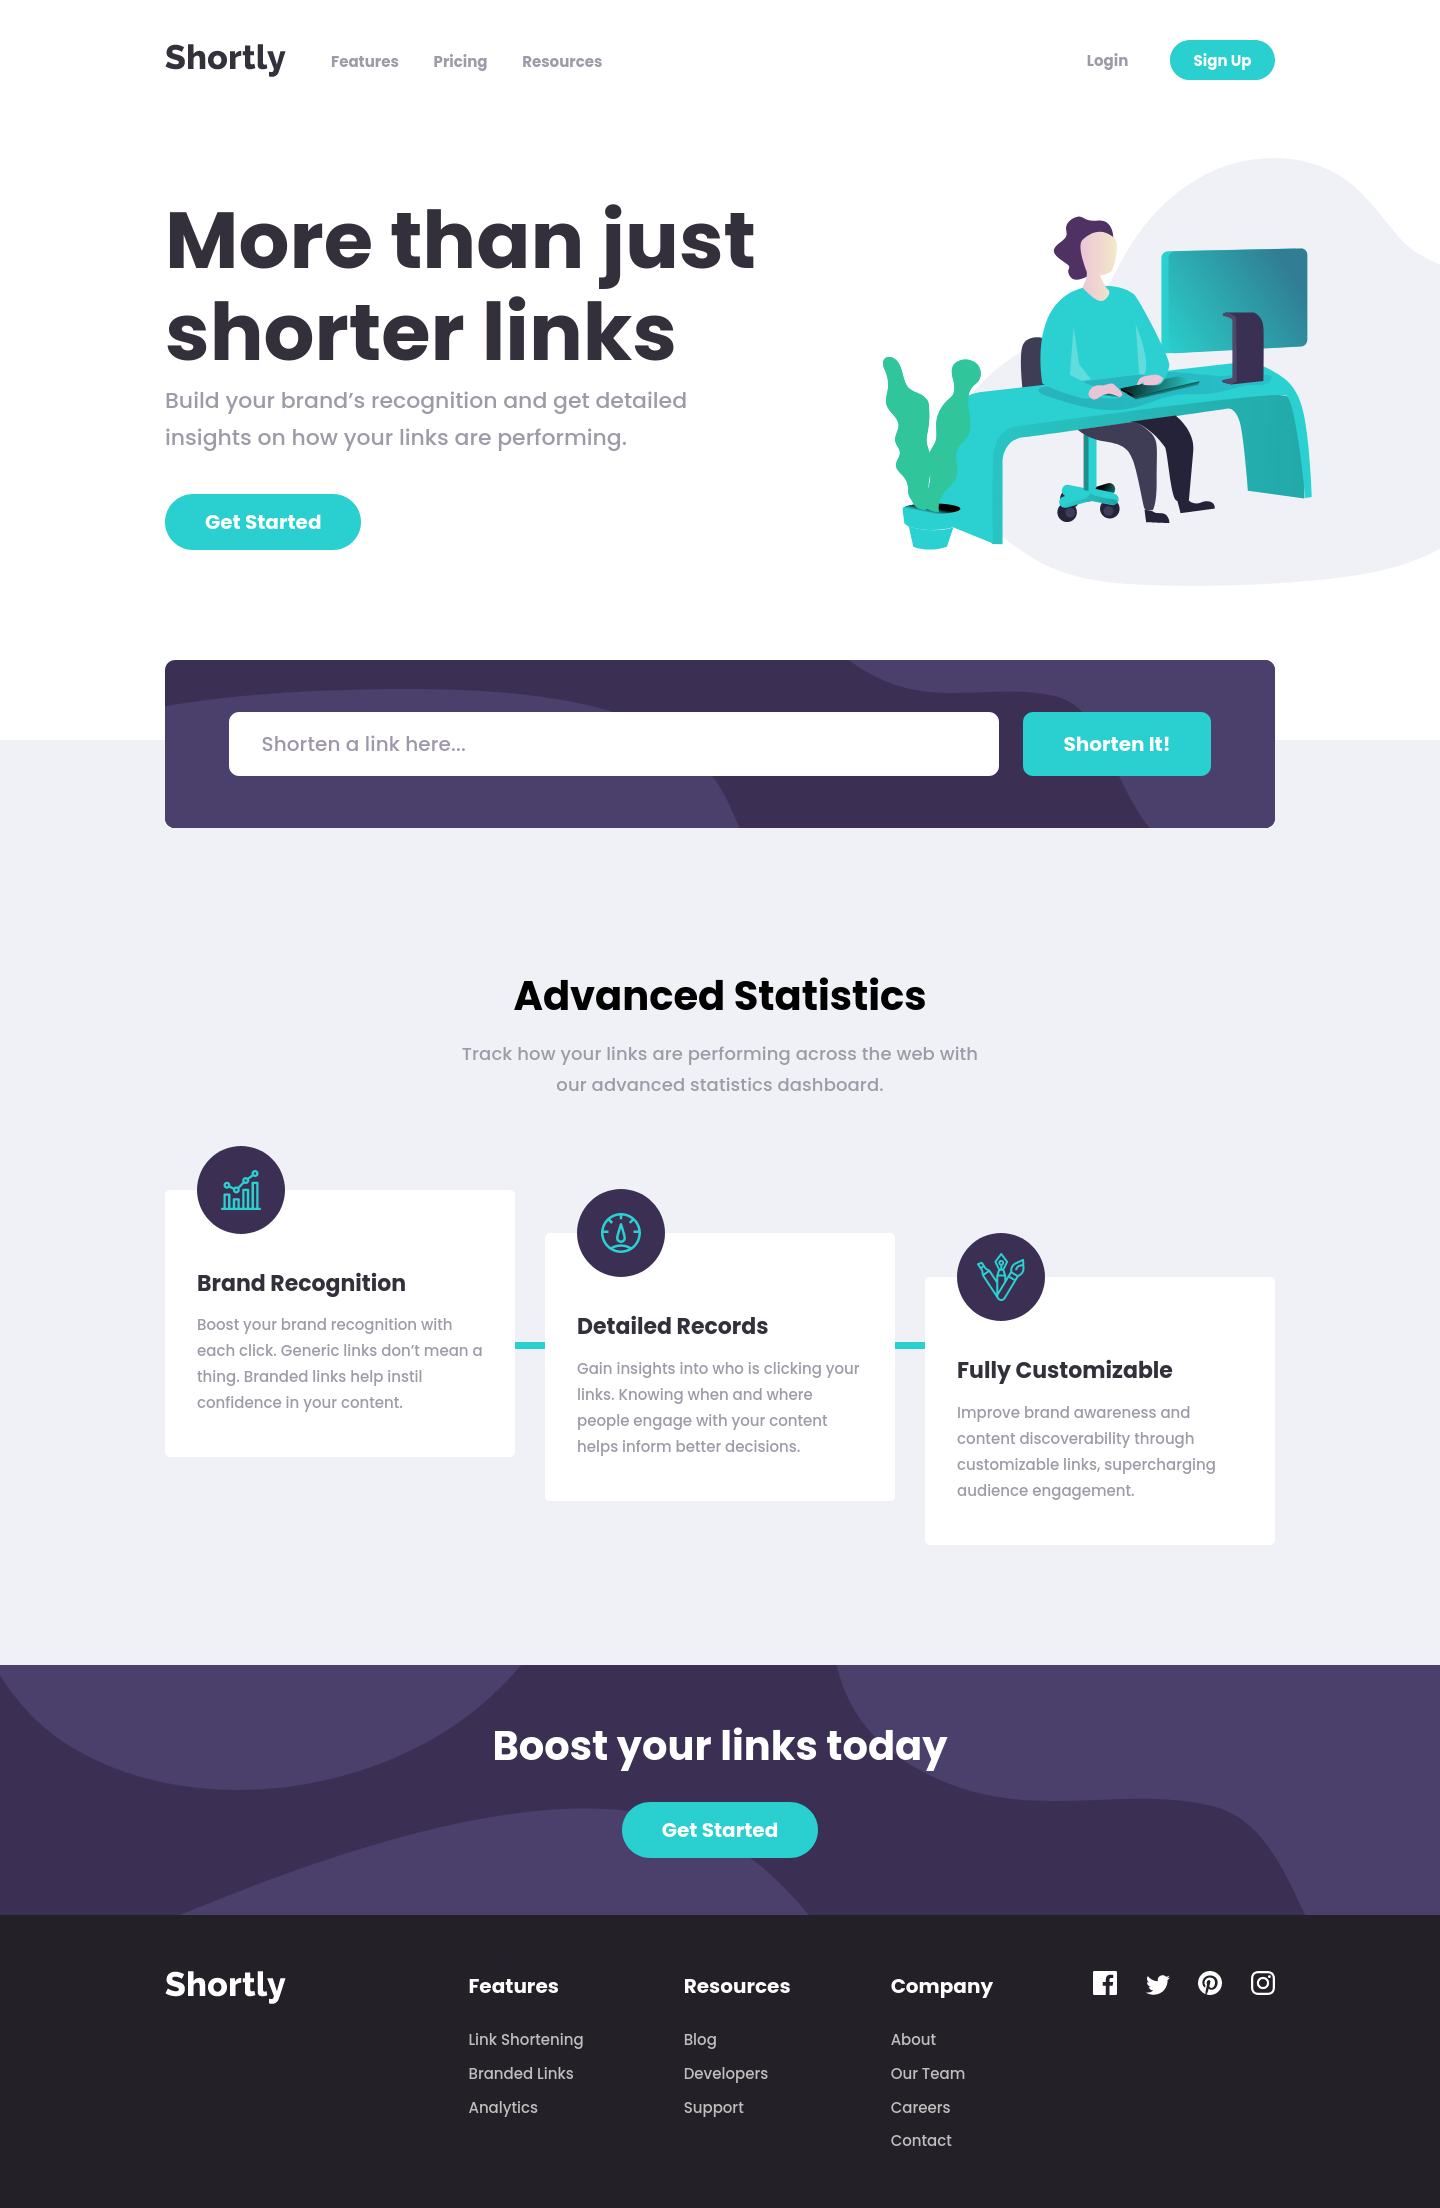 Shortly
Features Pricing Resources
Login
Sign Up
More than just
shorter links
Build your brand’s recognition and get detailed
insights on how your links are performing.
Get Started
Shorten a link here...
Shorten It!
Advanced Statistics
Track how your links are performing across the web with
our advanced statistics dashboard.
Brand Recognition
Boost your brand recognition with
each click. Generic links don’t mean a
thing. Branded links help instil
confidence in your content.
Detailed Records
Gain insights into who is clicking your
links. Knowing when and where
people engage with your content
helps inform better decisions.
Fully Customizable
Improve brand awareness and
content discoverability through
customizable links, supercharging
audience engagement.
Boost your links today
Get Started
Shortly
Features
Link Shortening
Branded Links
Analytics
Resources
Blog
Developers
Support
Company
About
Our Team
Careers
Contact